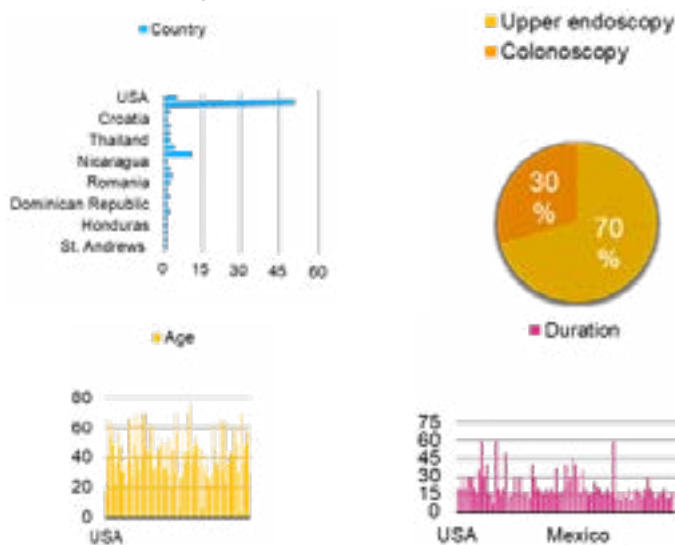 Country
USA
Croatia
Thailand
Nicaragua
Romania
Dominican Republic
Honduras
St. Andrews
0 15 30 45 60
Upper endoscopy
Colonoscopy
30
%
70
%
Age
80
60
40
20
0
USA
Duration
75
60
45
30
15
0
USA Mexico